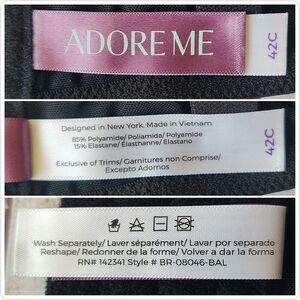 ADORE ME
42C
Designed in New York. Made in Vietnam
85% Polyamide/ Poliamida/ Polyamide
15% Elastane/ Élasthanne/ Elastano
Exclusive of Trims/ Garnitures non Comprise/
Excepto Adornos
42C
Wash Separately/ Laver séparément/ Lavar por separado
Reshape/ Redonner de la forme/ Volver a dar la forma
RN# 142341 Style # BR-08046-BAL